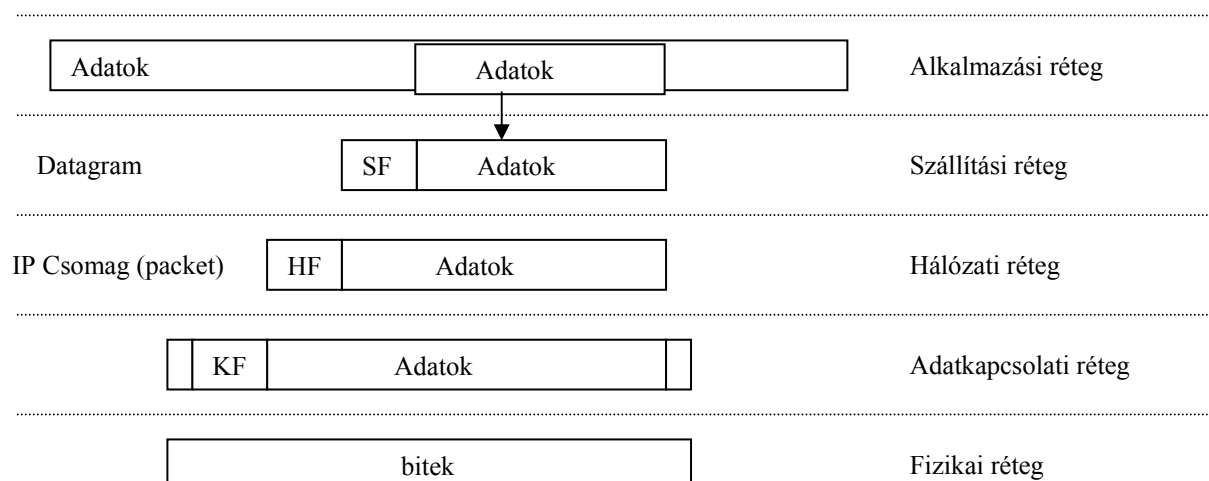 Adatok Adatok Alkalmazási réteg
Datagram SF Adatok Szállítási réteg
IP Csomag (packet) HF Adatok Hálózati réteg
KF Adatok Adatkapcsolati réteg
bitek Fizikai réteg